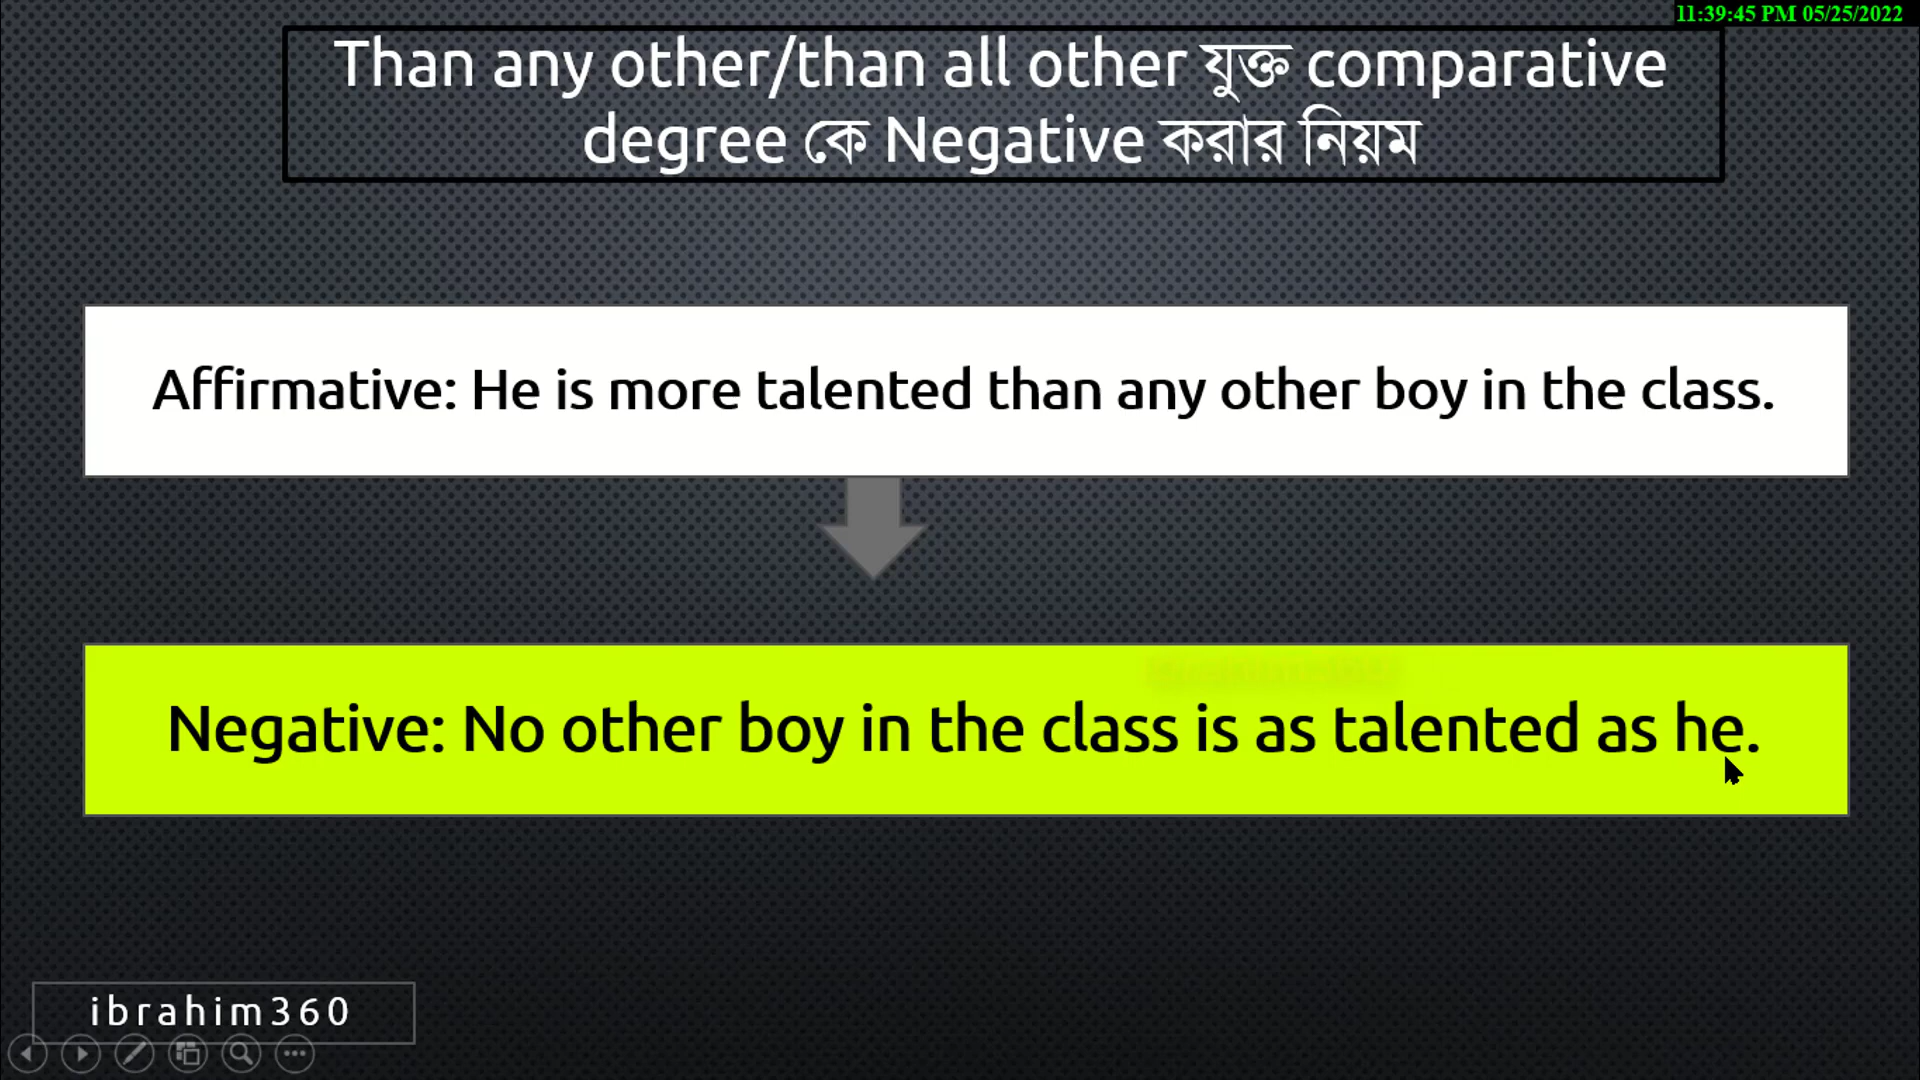 11:39:45 PM 05/25/2022
Than any other/than all other যুক্ত comparative
degree কে Negative করার নিয়ম
Affirmative: He is more talented than any other boy in the class.
Negative: No other boy in the class is as talented as he.
ibrahim360